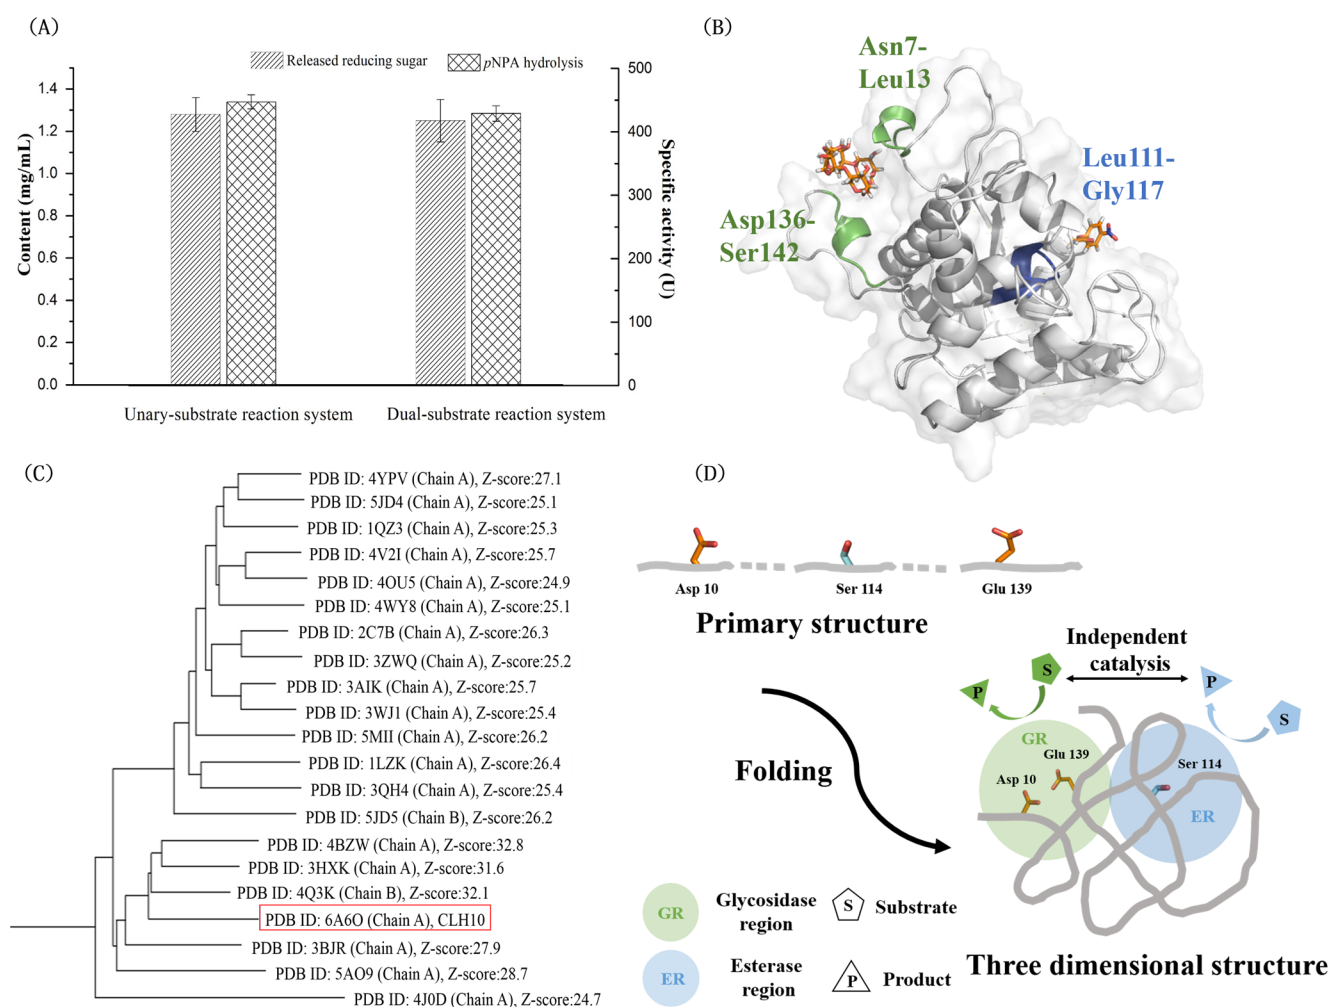 (A)
Released reducing sugar
pNPA hydrolysis
Content (mg/mL)
1.4
1.2
1.0
0.8
0.6
0.4
0.2
0.0
500
400
300
200
100
0
Specific activity (U)
Unary-substrate reaction system
Dual-substrate reaction system
(B)
Asn7-
Leu13
Leu111-
Gly117
Asp136-
Ser142
(C)
PDB ID: 4YPV (Chain A), Z-score:27.1
PDB ID: 5JD4 (Chain A), Z-score:25.1
PDB ID: 1QZ3 (Chain A), Z-score:25.3
PDB ID: 4V2I (Chain A), Z-score:25.7
PDB ID: 4OU5 (Chain A), Z-score:24.9
PDB ID: 4WY8 (Chain A), Z-score:25.1
PDB ID: 2C7B (Chain A), Z-score:26.3
PDB ID: 3ZWQ (Chain A), Z-score:25.2
PDB ID: 3AIK (Chain A), Z-score:25.7
PDB ID: 3WJ1 (Chain A), Z-score:25.4
PDB ID: 5MII (Chain A), Z-score:26.2
PDB ID: 1LZK (Chain A), Z-score:26.4
PDB ID: 3QH4 (Chain A), Z-score:25.4
PDB ID: 5JD5 (Chain B), Z-score:26.2
PDB ID: 4BZW (Chain A), Z-score:32.8
PDB ID: 3HXK (Chain A), Z-score:31.6
PDB ID: 4Q3K (Chain B), Z-score:32.1
PDB ID: 6A6O (Chain A), CLH10
PDB ID: 3BJR (Chain A), Z-score:27.9
PDB ID: 5AO9 (Chain A), Z-score:28.7
PDB ID: 4J0D (Chain A), Z-score:24.7
(D)
Asp 10
Ser 114
Glu 139
Primary structure
Independent
catalysis
S
P
P
S
Folding
GR
Glu 139
Asp 10
Ser 114
ER
GR
Glycosidase
region
S
Substrate
ER
Esterase
region
P
Product
Three dimensional structure